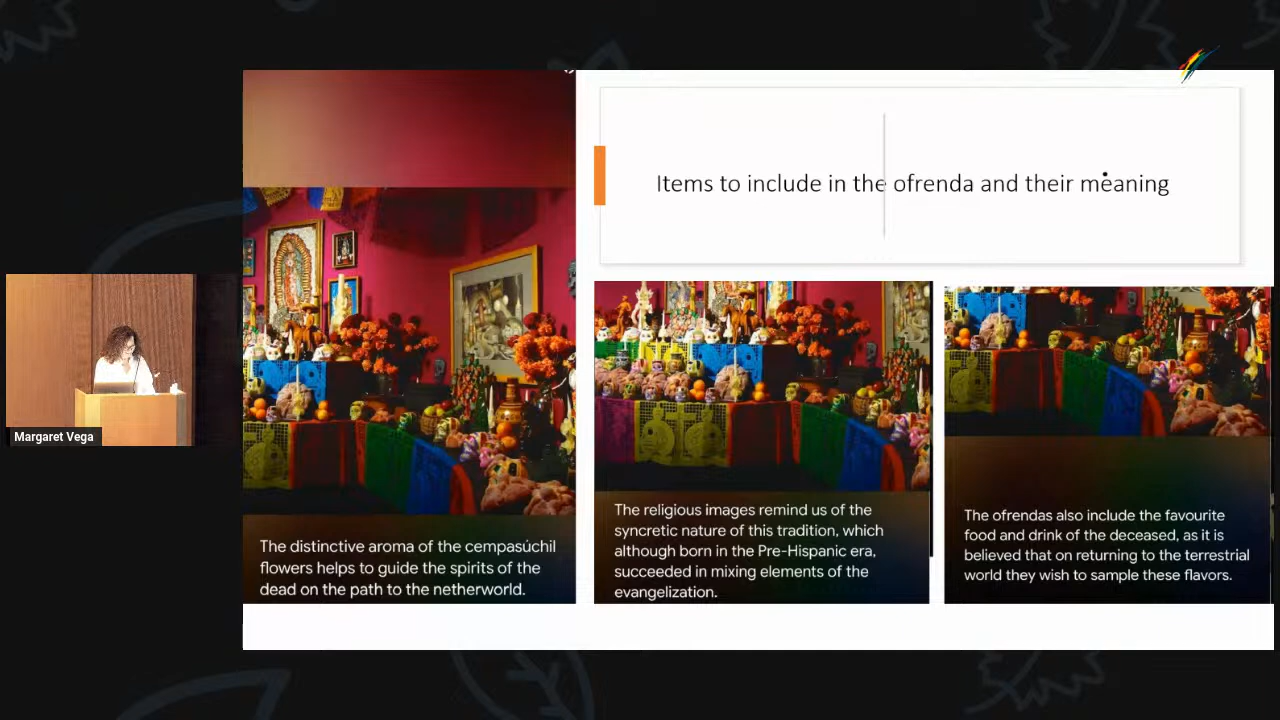 Items to include in the ofrenda and their meaning
The distinctive aroma of the cempasúchil
flowers helps to guide the spirits of the
dead on the path to the netherworld.
The religious images remind us of the
syncretic nature of this tradition, which
although born in the Pre-Hispanic era,
succeeded in mixing elements of the
evangelization.
The ofrendas also include the favourite
food and drink of the deceased, as it is
believed that on returning to the terrestrial
world they wish to sample these flavors.
Margaret Vega